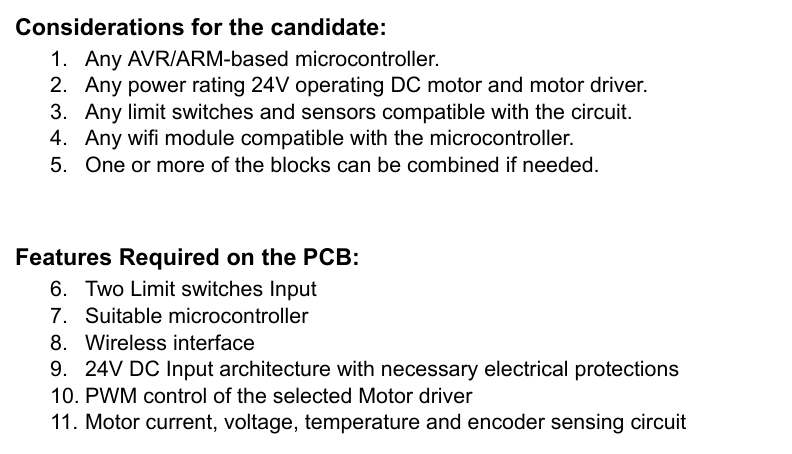 Considerations for the candidate:
1. Any AVR/ARM-based microcontroller.
2. Any power rating 24V operating DC motor and motor driver.
3. Any limit switches and sensors compatible with the circuit.
4. Any wifi module compatible with the microcontroller.
5. One or more of the blocks can be combined if needed.
Features Required on the PCB:
6. Two Limit switches Input
7. Suitable microcontroller
8. Wireless interface
9. 24V DC Input architecture with necessary electrical protections
10. PWM control of the selected Motor driver
11. Motor current, voltage, temperature and encoder sensing circuit